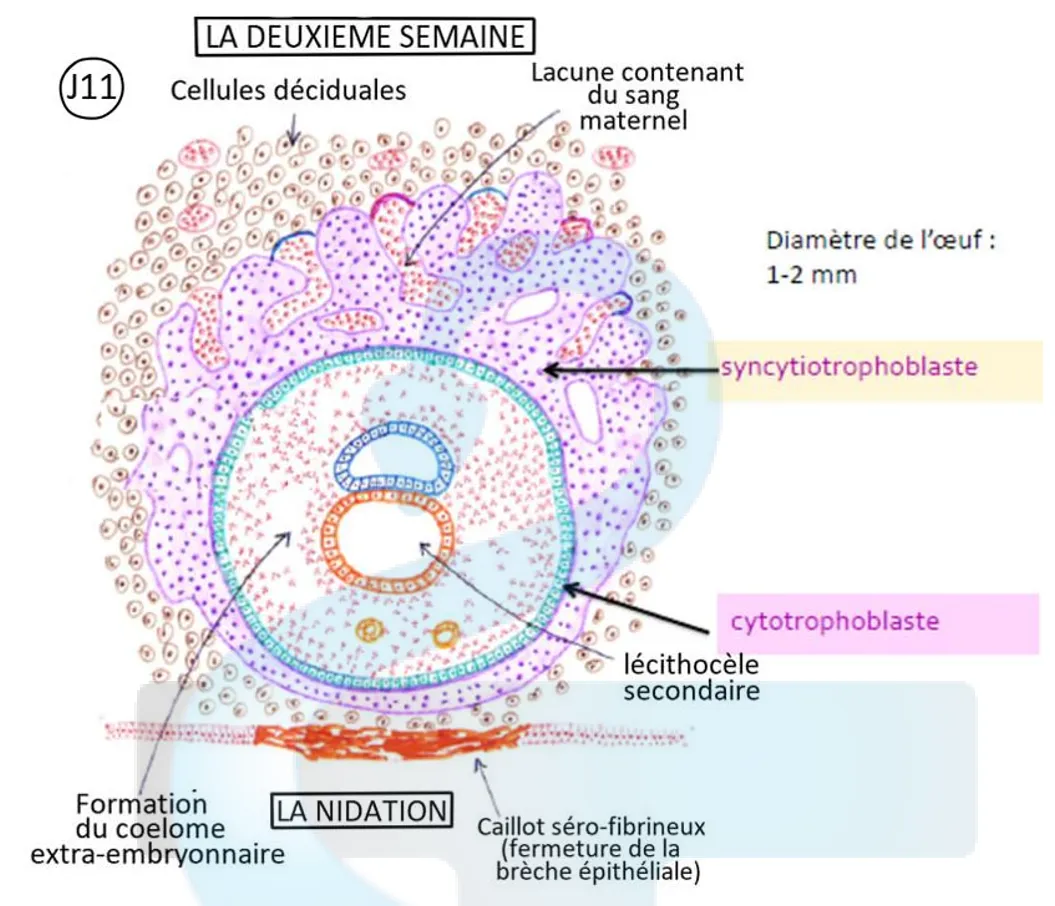 LA DEUXIEME SEMAINE
J11
Cellules déciduales
Lacune contenant
du sang
maternel
Diamètre de l'œuf :
1-2 mm
syncytiotrophoblaste
cytotrophoblaste
lécithocèle
secondaire
Formation
du coelome
extra-embryonnaire
LA NIDATION
Caillot séro-fibrineux
(fermeture de la
brèche épithéliale)